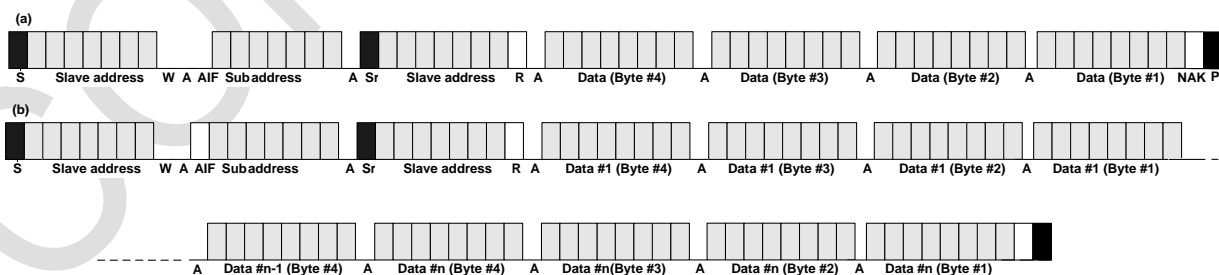 (a)
S Slave address W A AIF Subaddress A Sr Slave address R A Data (Byte #4) A Data (Byte #3) A Data (Byte #2) A Data (Byte #1) NAK P
(b)
S Slave address W A AIF Subaddress A Sr Slave address R A Data #1 (Byte #4) A Data #1 (Byte #3) A Data #1 (Byte #2) A Data #1 (Byte #1)
A Data #n-1 (Byte #4) A Data #n (Byte #4) A Data #n(Byte #3) A Data #n (Byte #2) A Data #n (Byte #1)